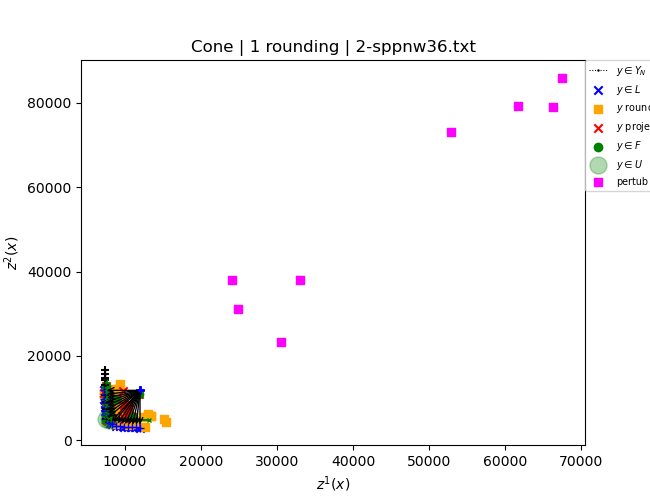 Cone | 1 rounding | 2-sppnw36.txt
80000
60000
40000
20000
0
z²(x)
10000 20000 30000 40000 50000 60000 70000
z¹(x)
y ∈ Y_N
y ∈ L
y roun
y proje
y ∈ F
y ∈ U
pertub